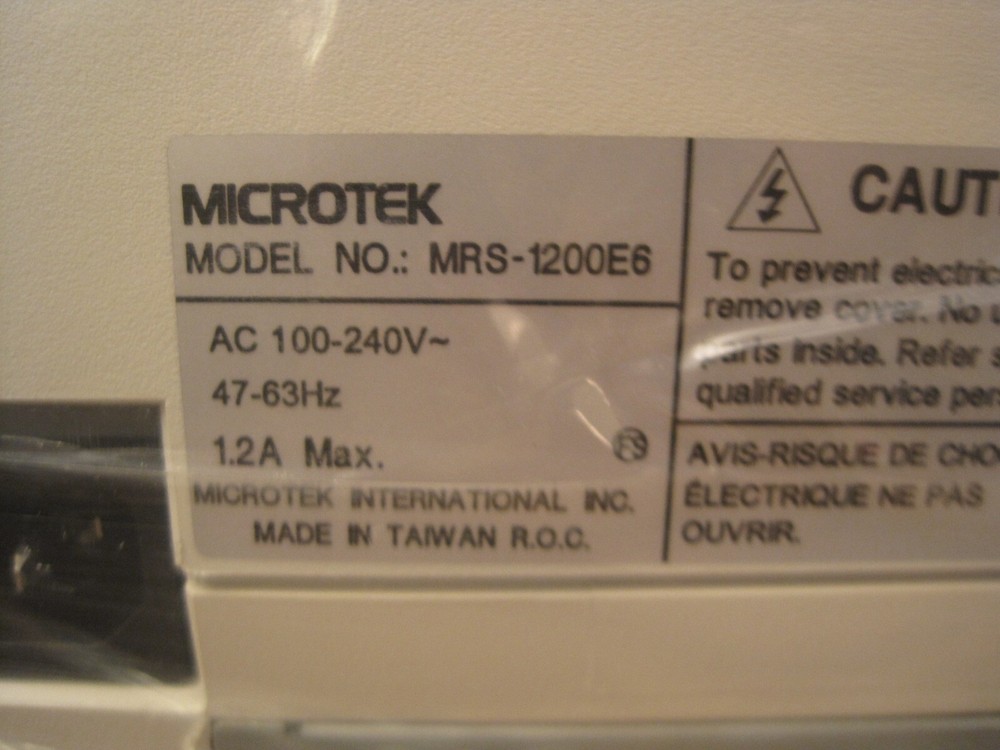 MICROTEK
MODEL NO.: MRS-1200E6
AC 100-240V~
47-63Hz
1.2A Max.
MICROTEK INTERNATIONAL INC.
MADE IN TAIWAN R.O.C.
CAUT
To prevent electric
remove cover. No
parts inside. Refer
qualified service per
AVIS-RISQUE DE CHO
ÉLECTRIQUE NE PAS
OUVRIR.